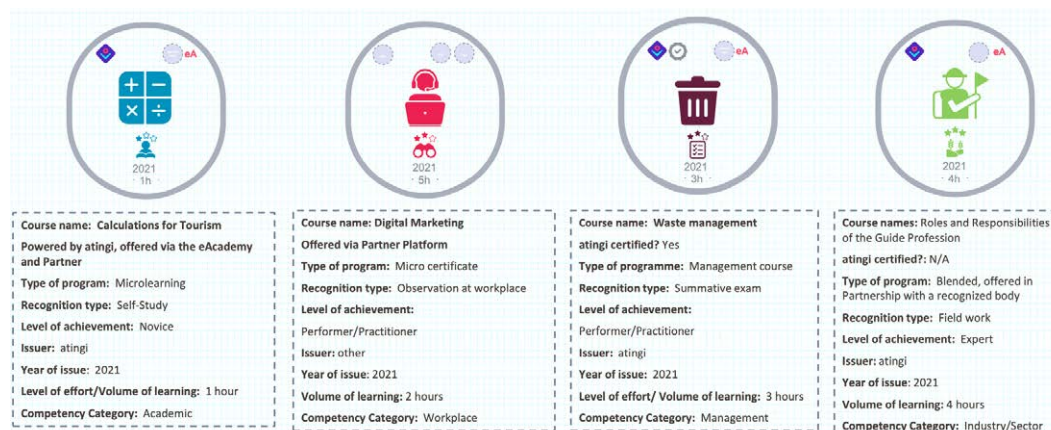 eA
2021
· 1h ·
2021
· 5h ·
eA
2021
· 3h ·
eA
2021
· 4h ·
Course name: Calculations for Tourism
Powered by atingi, offered via the eAcademy
and Partner
Type of program: Microlearning
Recognition type: Self-Study
Level of achievement: Novice
Issuer: atingi
Year of issue: 2021
Level of effort/Volume of learning: 1 hour
Competency Category: Academic
Course name: Digital Marketing
Offered via Partner Platform
Type of program: Micro certificate
Recognition type: Observation at workplace
Level of achievement:
Performer/Practitioner
Issuer: other
Year of issue: 2021
Volume of learning: 2 hours
Competency Category: Workplace
Course name: Waste management
atingi certified? Yes
Type of programme: Management course
Recognition type: Summative exam
Level of achievement:
Performer/Practitioner
Issuer: atingi
Year of issue: 2021
Level of effort/ Volume of learning: 3 hours
Competency Category: Management
Course names: Roles and Responsibilities
of the Guide Profession
atingi certified?: N/A
Type of program: Blended, offered in
Partnership with a recognized body
Recognition type: Field work
Level of achievement: Expert
Issuer: atingi
Year of issue: 2021
Volume of learning: 4 hours
Competency Category: Industry/Sector